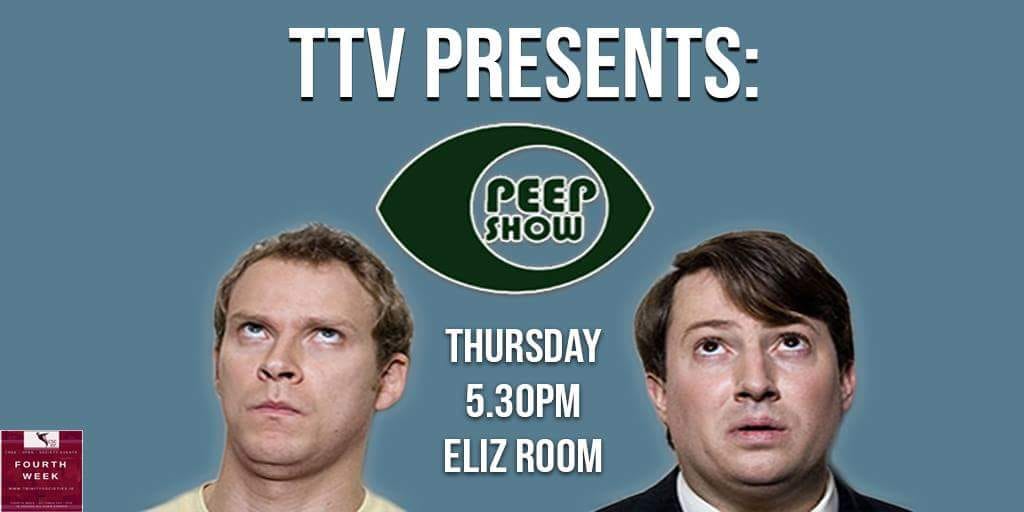 TTV PRESENTS:
PEEP
SHOW
THURSDAY
5.30PM
ELIZ ROOM
FOURTH
WEEK